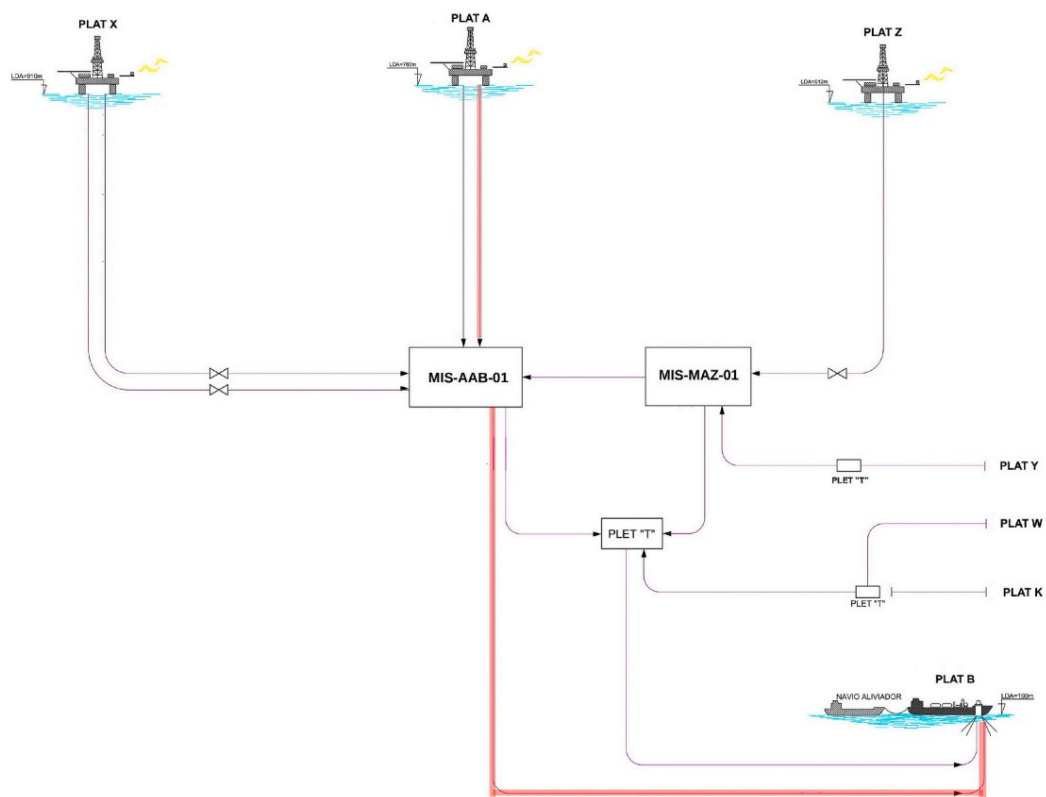 PLAT X
PLAT A
PLAT Z
LDA=910m
LDA=760m
LDA=612m
MIS-AAB-01
MIS-MAZ-01
PLAT Y
PLET "T"
PLAT W
PLET "T"
PLAT K
PLET "T"
PLAT B
NAVIO ALIVIADOR
LDA=190m